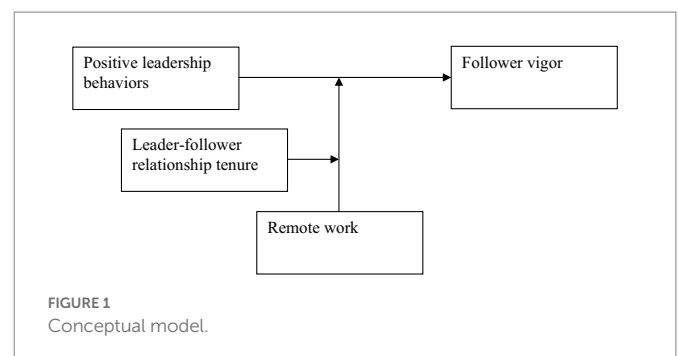 Positive leadership
behaviors
Follower vigor
Leader-follower
relationship tenure
Remote work
FIGURE 1
Conceptual model.